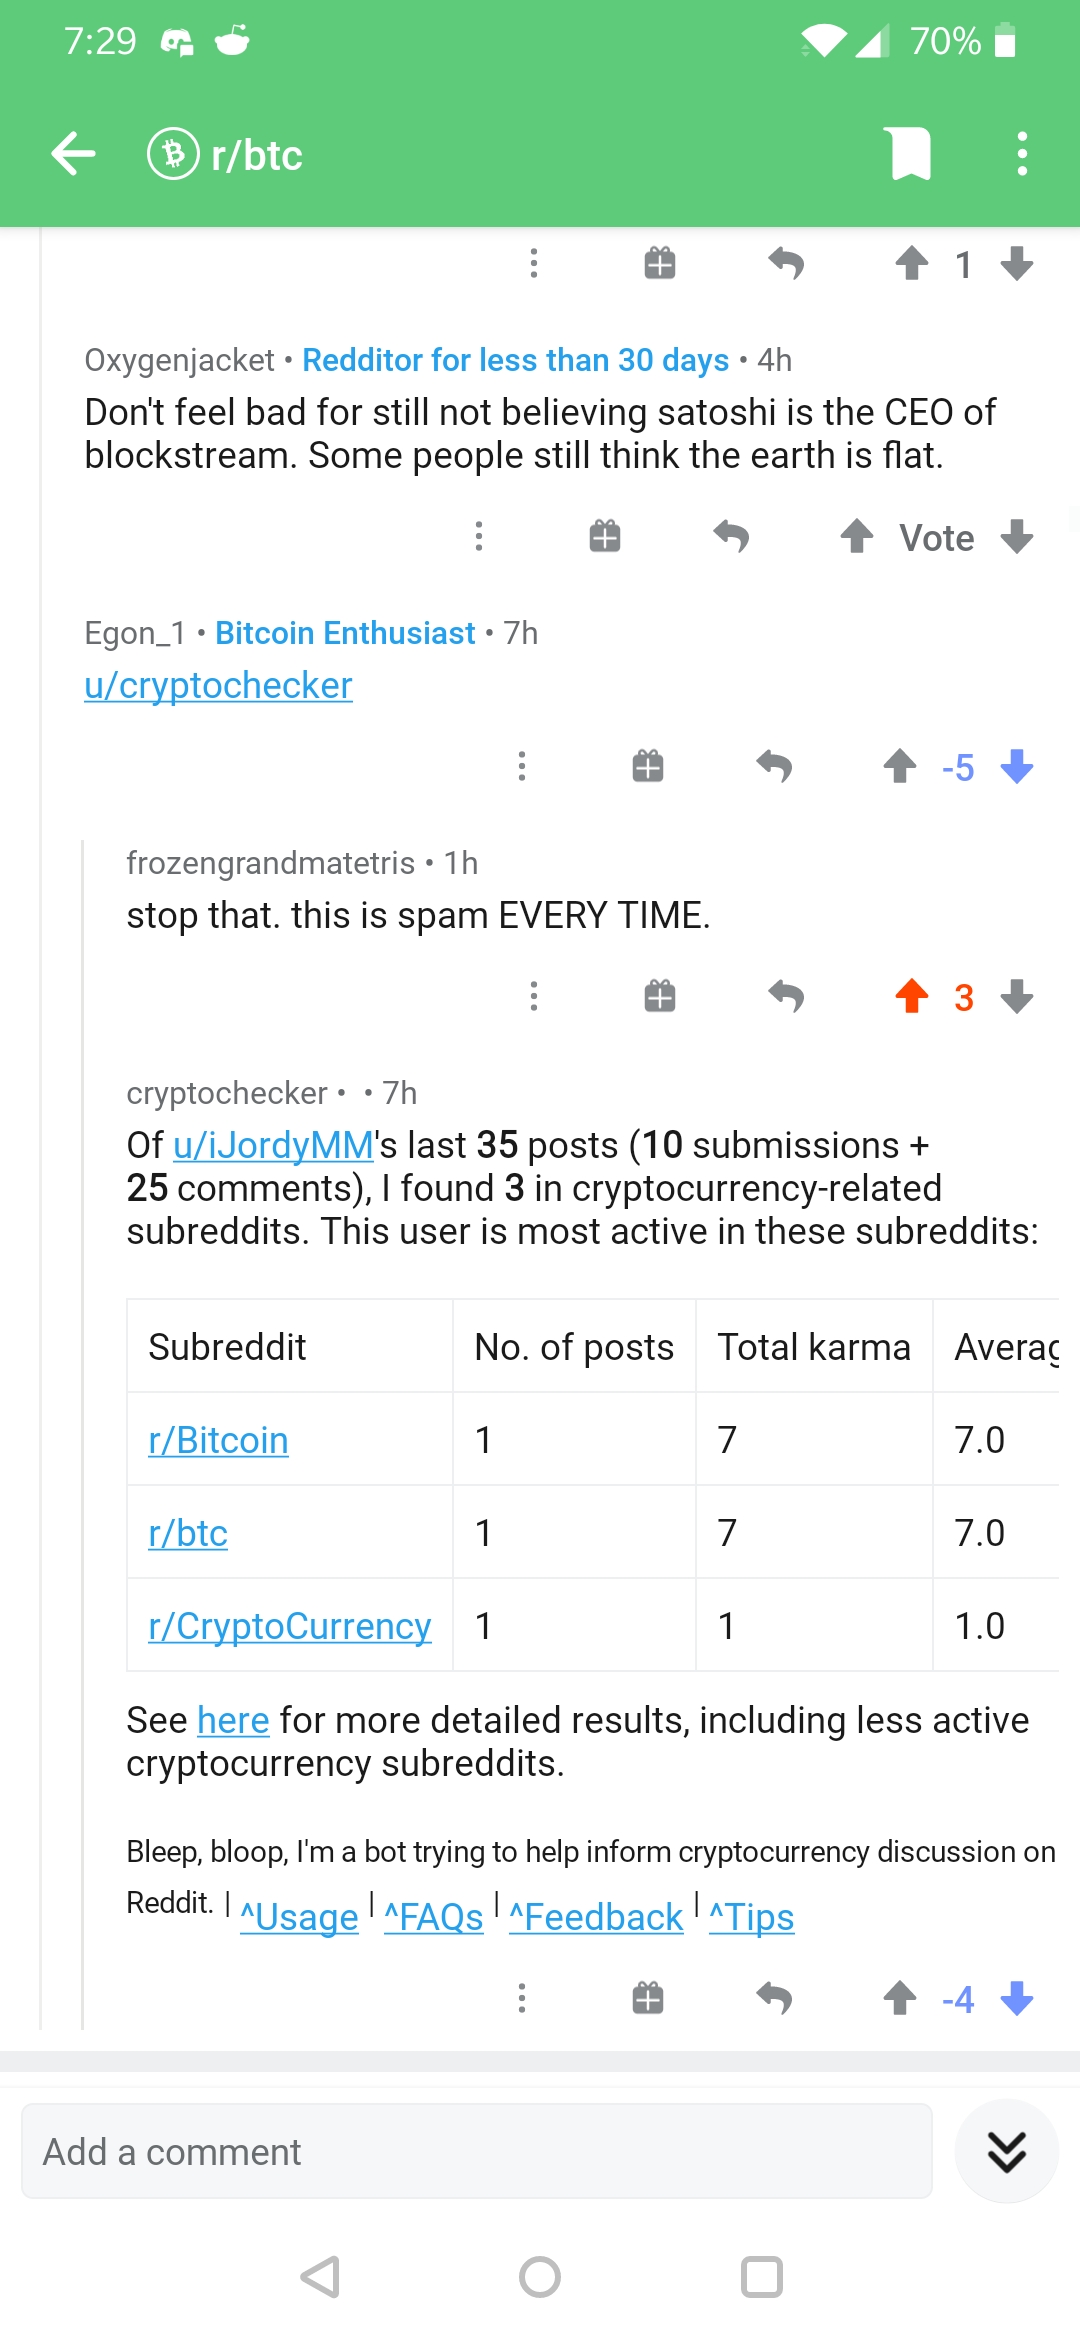 7:29 70%
r/btc
1
Oxygenjacket • Redditor for less than 30 days • 4h
Don't feel bad for still not believing satoshi is the CEO of
blockstream. Some people still think the earth is flat.
Vote
Egon_1 • Bitcoin Enthusiast • 7h
u/cryptochecker
-5
frozengrandmatetris • 1h
stop that. this is spam EVERY TIME.
3
cryptochecker • • 7h
Of u/iJordyMM's last 35 posts (10 submissions +
25 comments), I found 3 in cryptocurrency-related
subreddits. This user is most active in these subreddits:
Subreddit No. of posts Total karma Averag
r/Bitcoin 1 7 7.0
r/btc 1 7 7.0
r/CryptoCurrency 1 1 1.0
See here for more detailed results, including less active
cryptocurrency subreddits.
Bleep, bloop, I'm a bot trying to help inform cryptocurrency discussion on
Reddit. | ^Usage | ^FAQs | ^Feedback | ^Tips
-4
Add a comment